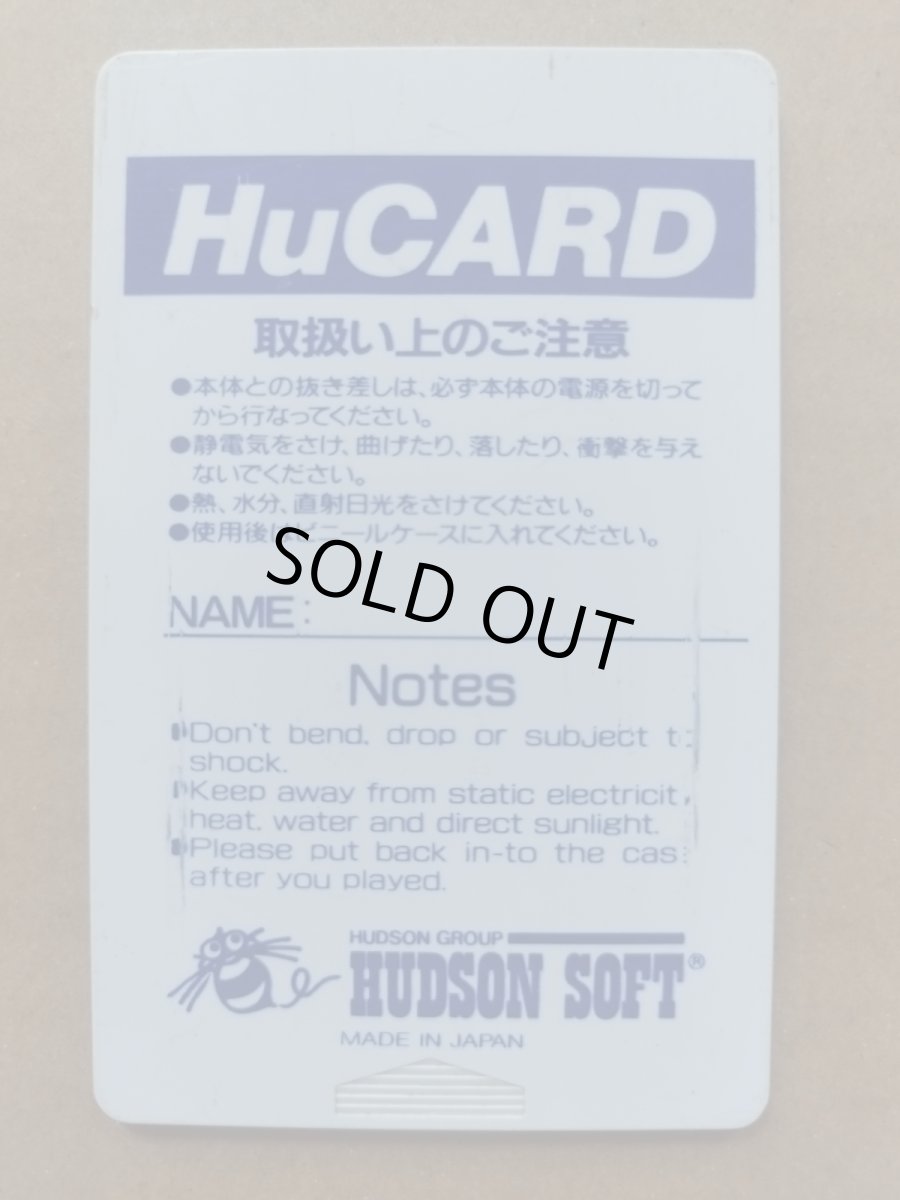 HuCARD
取扱い上のご注意
●本体との抜き差しは、必ず本体の電源を切って
から行なってください。
●静電気をさけ、曲げたり、落したり、衝撃を与え
ないでください。
●熱、水分、直射日光をさけてください。
●使用後はビニールケースに入れてください。
SOLD OUT
NAME:
Notes
●Don't bend, drop or subject t
shock.
●Keep away from static electricit,
heat, water and direct sunlight.
●Please put back in-to the cas
after you played.
HUDSON GROUP
HUDSON SOFT®
MADE IN JAPAN